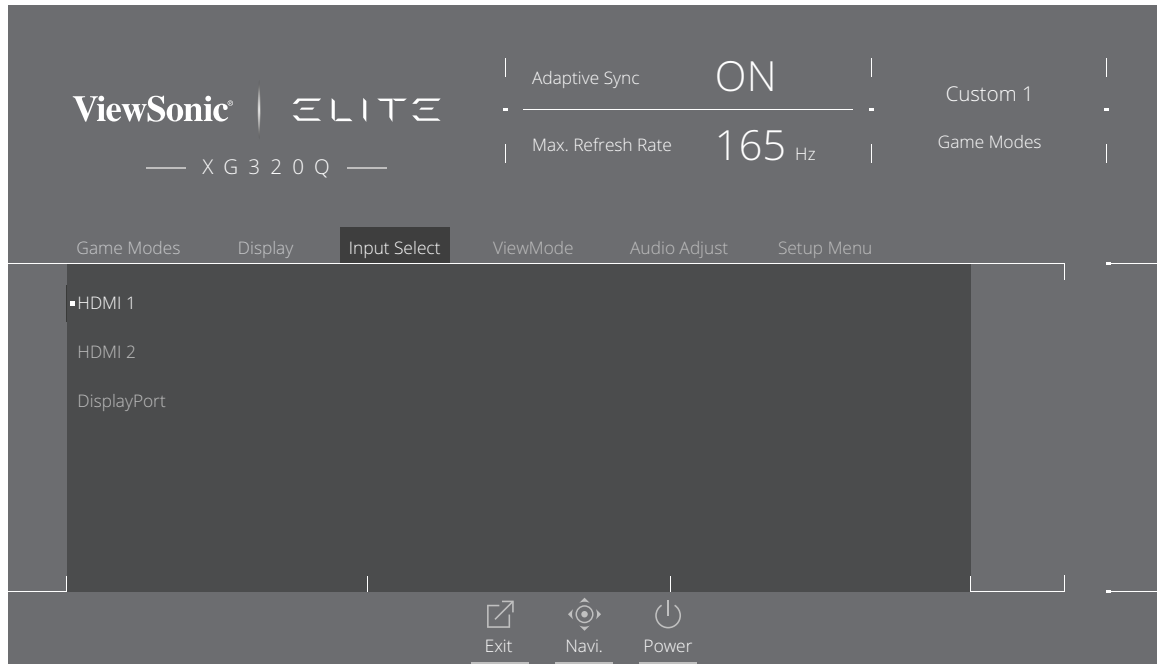 ViewSonic® ELITE
XG320Q
Adaptive Sync ON
Max. Refresh Rate 165 Hz
Custom 1
Game Modes
Game Modes Display Input Select ViewMode Audio Adjust Setup Menu
HDMI 1
HDMI 2
DisplayPort
Exit Navi. Power